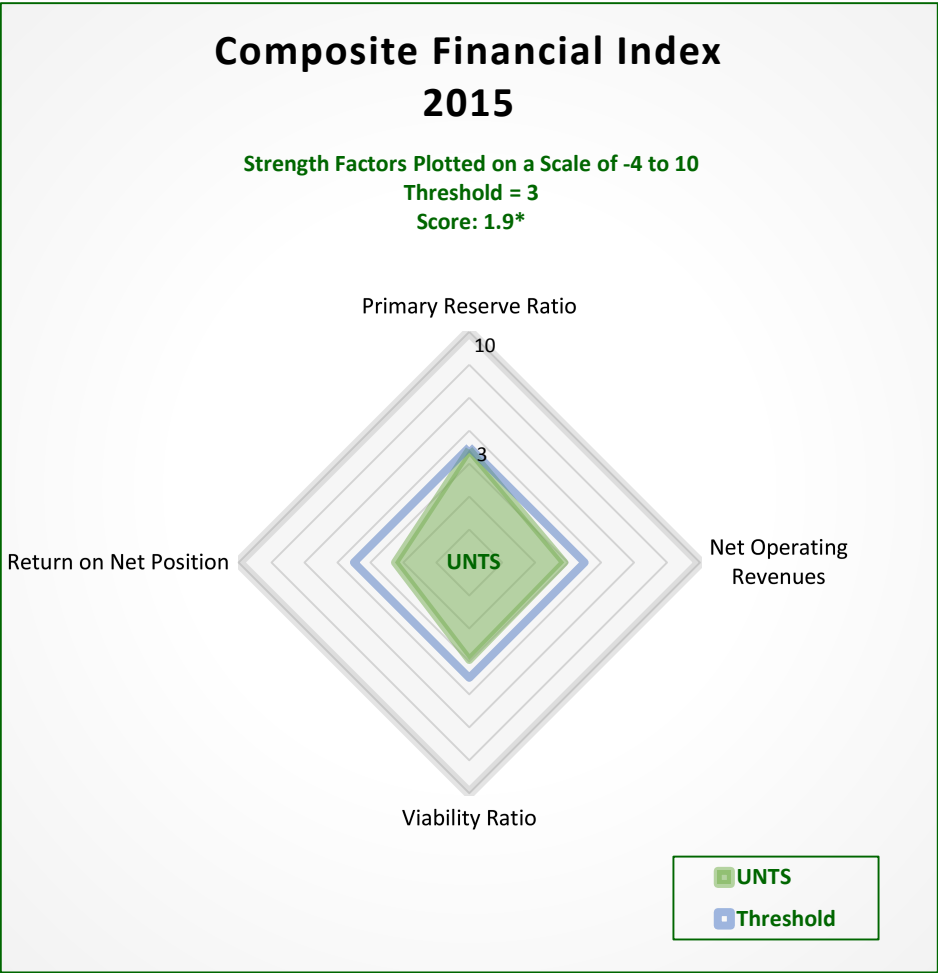 Composite Financial Index
2015
Strength Factors Plotted on a Scale of -4 to 10
Threshold = 3
Score: 1.9*
Primary Reserve Ratio
10
3
Return on Net Position
UNTS
Net Operating
Revenues
Viability Ratio
UNTS
Threshold